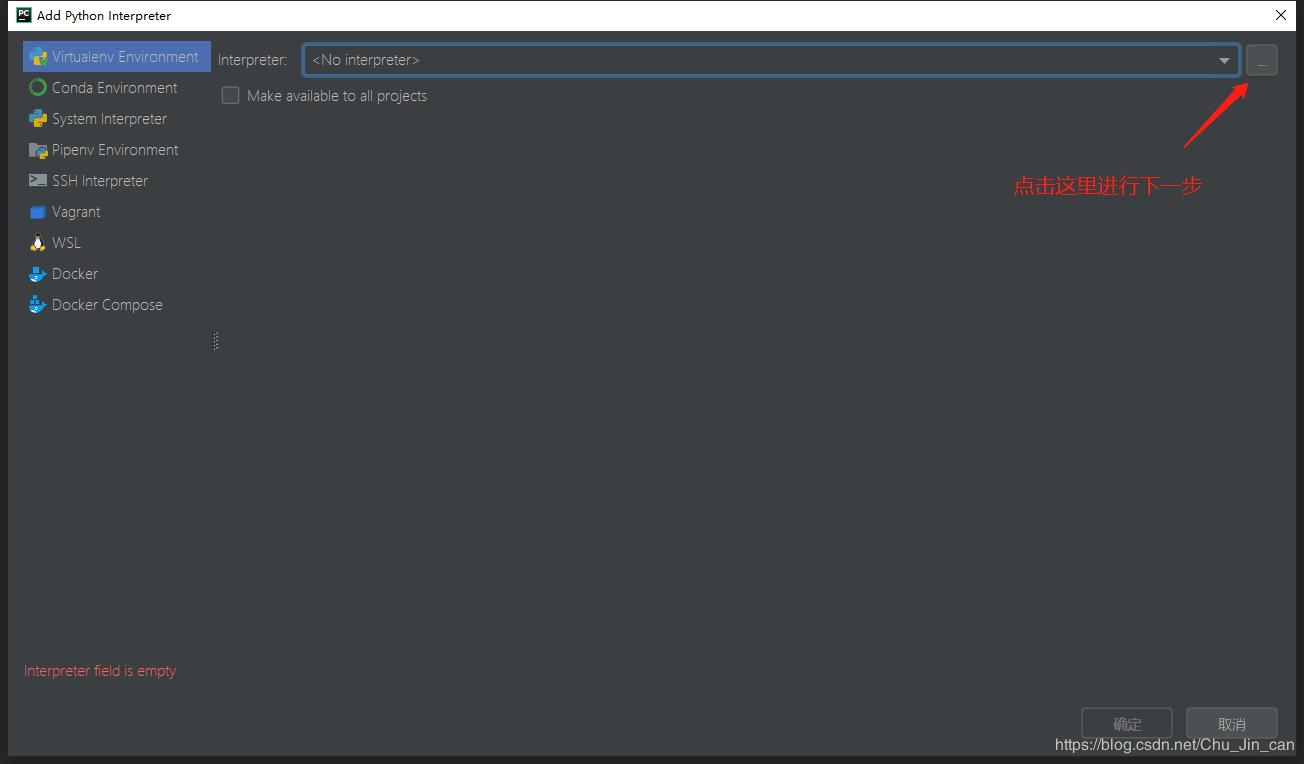 PC Add Python Interpreter
Virtualenv Environment
Interpreter: <No interpreter> ...
Conda Environment
Make available to all projects
System Interpreter
Pipenv Environment
SSH Interpreter
点击这里进行下一步
Vagrant
WSL
Docker
Docker Compose
Interpreter field is empty
确定 取消
https://blog.csdn.net/Chu_Jin_can